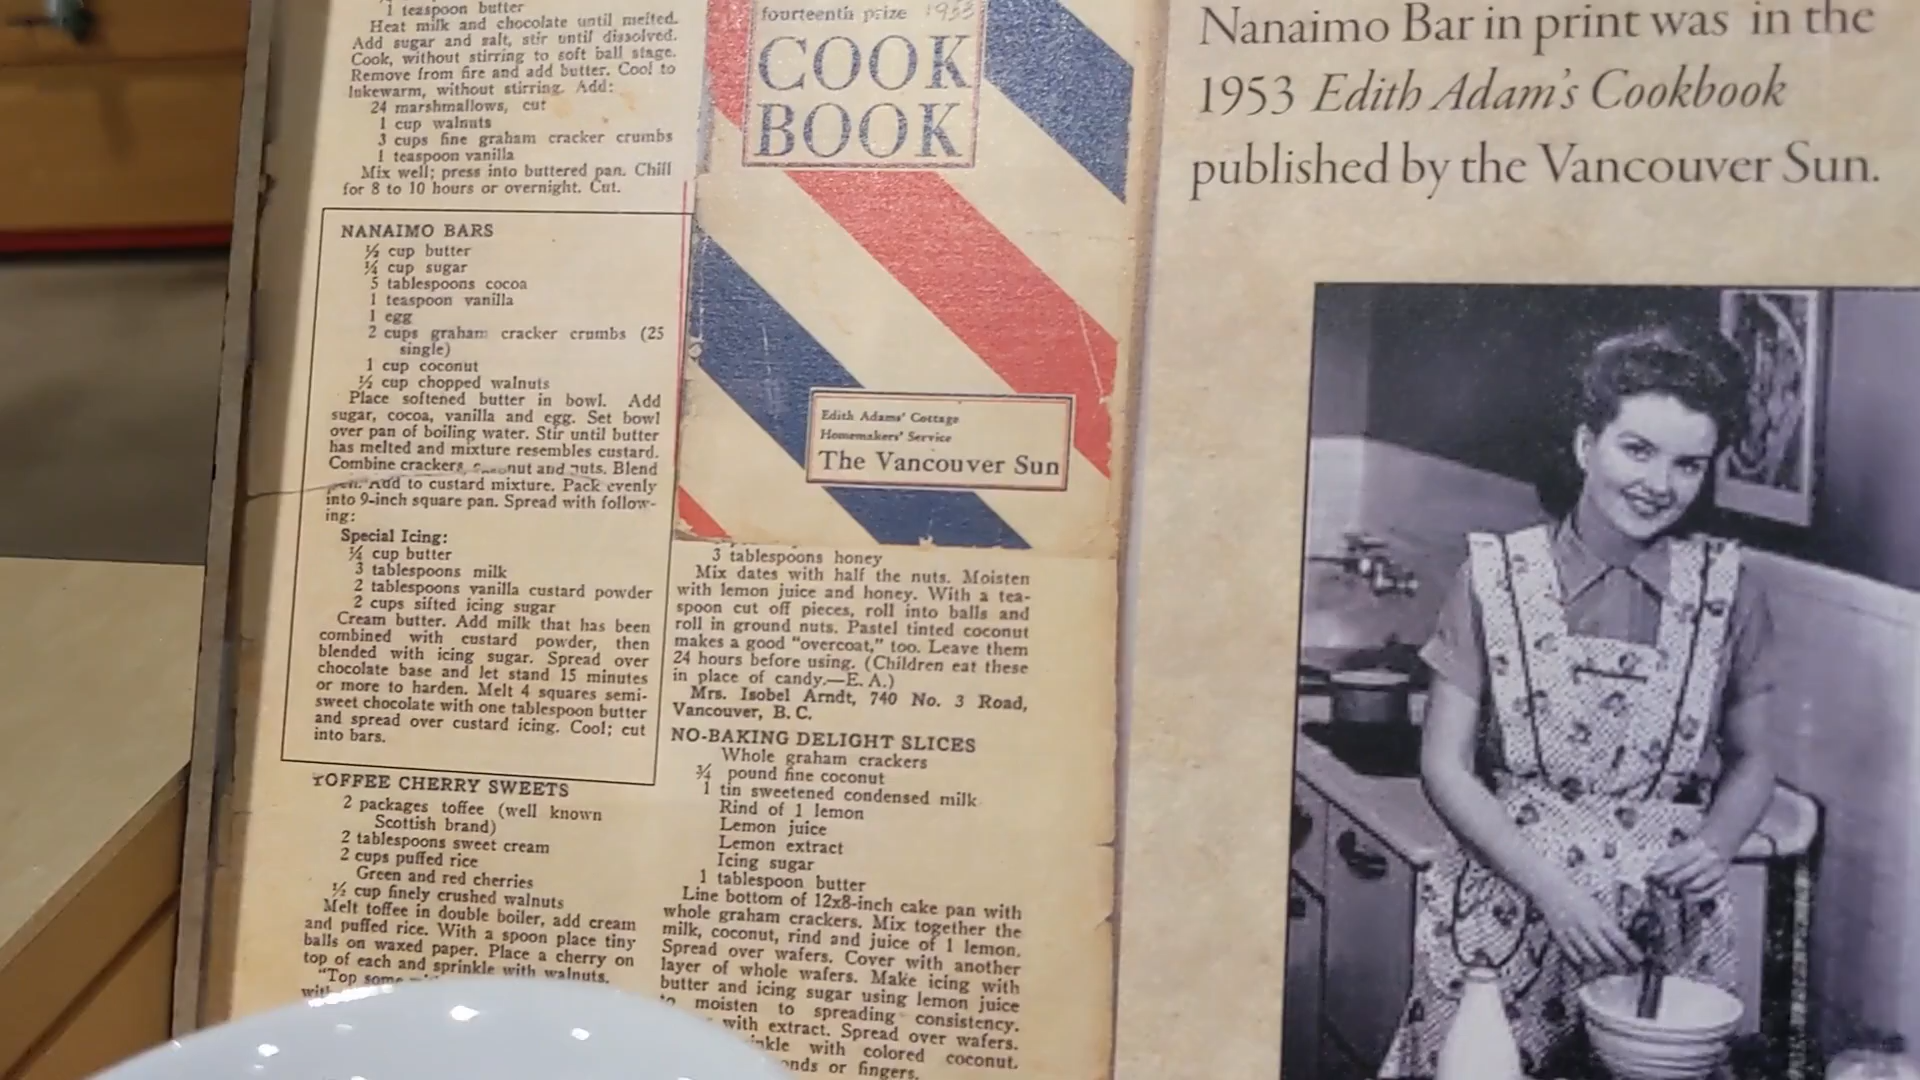 1 teaspoon butter
Heat milk and chocolate until melted.
Add sugar and salt, stir until dissolved.
Cook, without stirring to soft ball stage.
Remove from fire and add butter. Cool to
lukewarm, without stirring. Add:
24 marshmallows, cut
1 cup walnuts
3 cups fine graham cracker crumbs
1 teaspoon vanilla
Mix well; press into buttered pan. Chill
for 8 to 10 hours or overnight. Cut.
NANAIMO BARS
½ cup butter
¼ cup sugar
5 tablespoons cocoa
1 teaspoon vanilla
1 egg
2 cups graham cracker crumbs (25
single)
1 cup coconut
½ cup chopped walnuts
Place softened butter in bowl. Add
sugar, cocoa, vanilla and egg. Set bowl
over pan of boiling water. Stir until butter
has melted and mixture resembles custard.
Combine crackers, nuts. Blend
Add to custard mixture. Pack evenly
into 9-inch square pan. Spread with follow-
ing:
Special Icing:
¼ cup butter
3 tablespoons milk
2 tablespoons vanilla custard powder
2 cups sifted icing sugar
Cream butter. Add milk that has been
combined with custard powder, then
blended with icing sugar. Spread over
chocolate base and let stand 15 minutes
or more to harden. Melt 4 squares semi-
sweet chocolate with one tablespoon butter
and spread over custard icing. Cool; cut
into bars.
TOFFEE CHERRY SWEETS
2 packages toffee (well known
Scottish brand)
2 tablespoons sweet cream
2 cups puffed rice
Green and red cherries
½ cup finely crushed walnuts
Melt toffee in double boiler, add cream
and puffed rice. With a spoon place tiny
balls on waxed paper. Place a cherry on
top of each and sprinkle with walnuts.
"Top some
fourteenth prize 1953
COOK
BOOK
Edith Adams' Cottage
Homemakers' Service
The Vancouver Sun
3 tablespoons honey
Mix dates with half the nuts. Moisten
with lemon juice and honey. With a tea-
spoon cut off pieces, roll into balls and
roll in ground nuts. Pastel tinted coconut
makes a good "overcoat," too. Leave them
24 hours before using. (Children eat these
in place of candy.—E. A.)
Mrs. Isobel Arndt, 740 No. 3 Road,
Vancouver, B. C.
NO-BAKING DELIGHT SLICES
Whole graham crackers
¾ pound fine coconut
1 tin sweetened condensed milk
Rind of 1 lemon
Lemon juice
Lemon extract
Icing sugar
1 tablespoon butter
Line bottom of 12x8-inch cake pan with
whole graham crackers. Mix together the
milk, coconut, rind and juice of 1 lemon.
Spread over wafers. Cover with another
layer of whole wafers. Make icing with
butter and icing sugar using lemon juice
moisten to spreading consistency.
with extract. Spread over wafers.
with colored coconut.
or fingers.
Nanaimo Bar in print was in the
1953 Edith Adam's Cookbook
published by the Vancouver Sun.